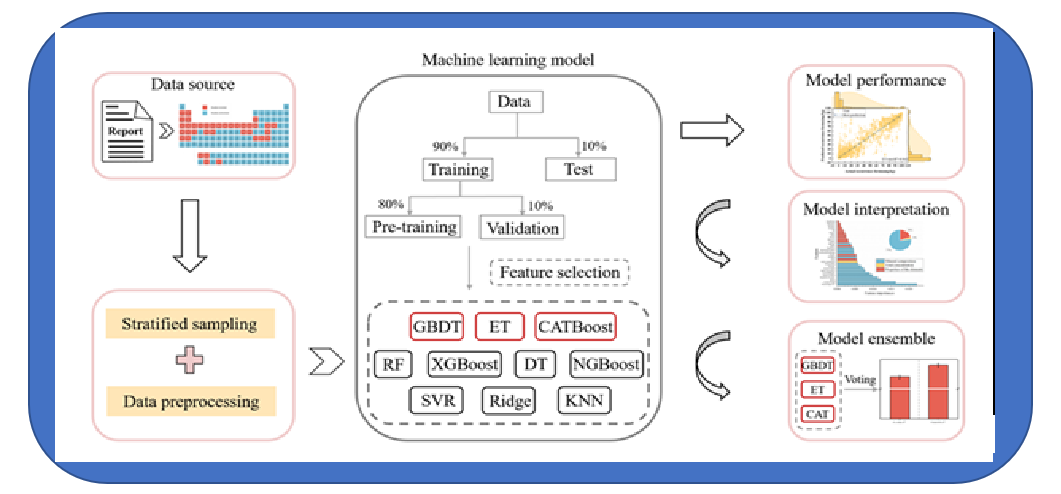 Machine learning model
Data source
Report
Stratified sampling
Data preprocessing
Data
90%
10%
Training
Test
80%
10%
Pre-training
Validation
Feature selection
GBDT
ET
CATBoost
RF
XGBoost
DT
NGBoost
SVR
Ridge
KNN
Model performance
Model interpretation
Model ensemble
GBDT
ET
CAT
Voting